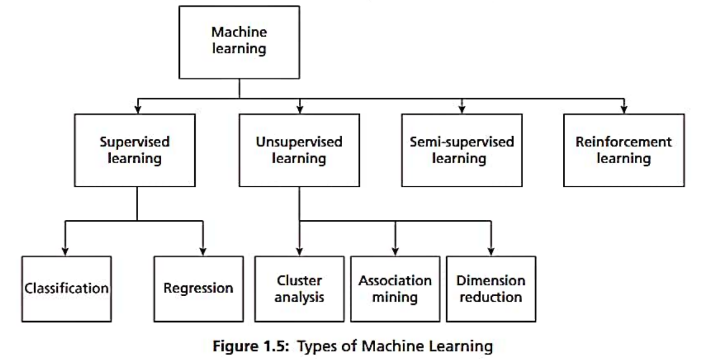 Machine
learning
Supervised
learning
Unsupervised
learning
Semi-supervised
learning
Reinforcement
learning
Classification
Regression
Cluster
analysis
Association
mining
Dimension
reduction
Figure 1.5: Types of Machine Learning